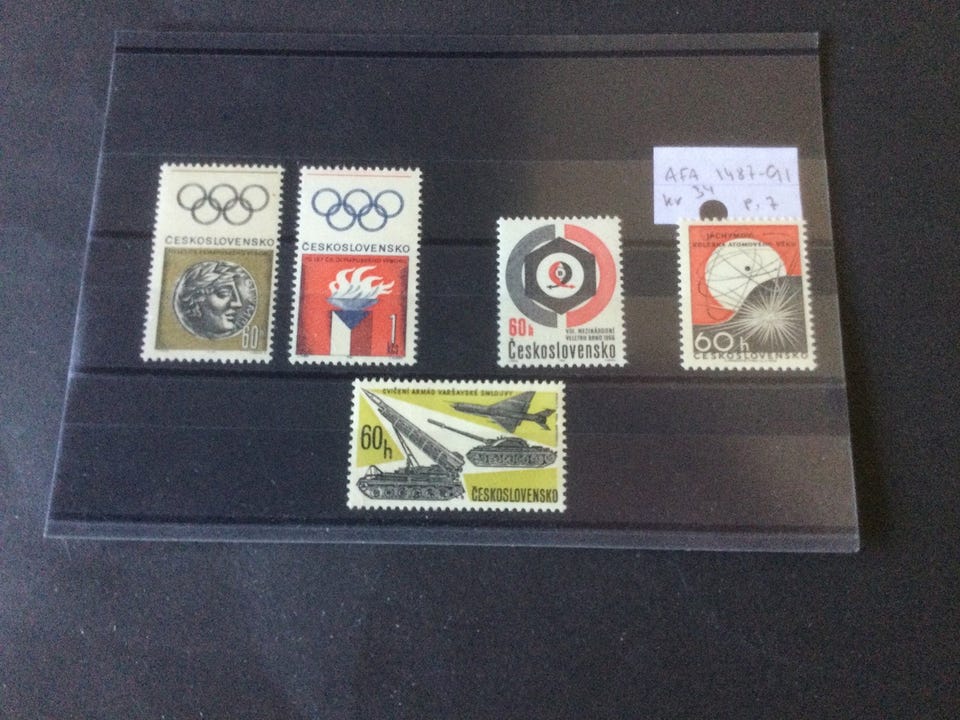 ČESKOSLOVENSKO
60h
ČESKOSLOVENSKO
1
Kčs
60h
VIII. MEZINÁRODNÍ
VELETRH BRNO 1966
Československo
AFA 1487-91
kr 34 p. 7
JÁCHYMOV
KOLÉBKA ATOMOVÉHO VĚKU
60h
ČESKOSLOVENSKO
CVIČENÍ ARMÁD VARŠAVSKÉ SMLOUVY
60h
ČESKOSLOVENSKO